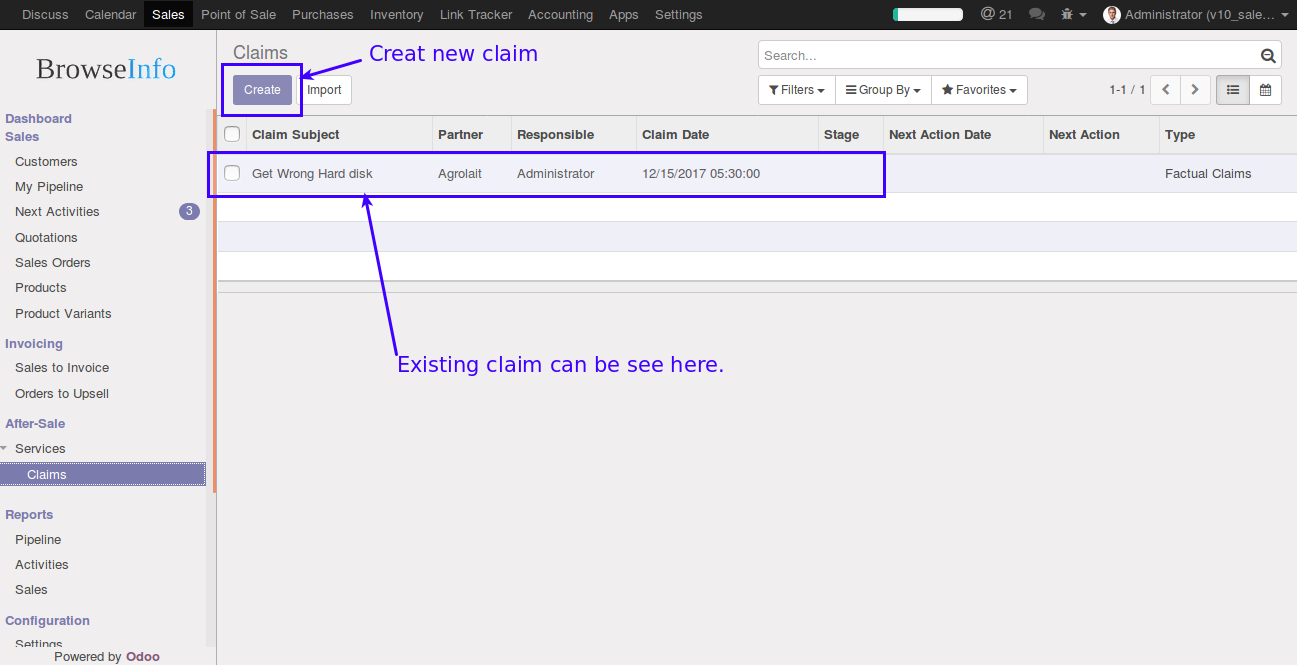 Discuss Calendar Sales Point of Sale Purchases Inventory Link Tracker Accounting Apps Settings @ 21 Administrator (v10_sale…
BrowseInfo
Dashboard
Sales
Customers
My Pipeline
Next Activities 3
Quotations
Sales Orders
Products
Product Variants
Invoicing
Sales to Invoice
Orders to Upsell
After-Sale
Services
Claims
Reports
Pipeline
Activities
Sales
Configuration
Settings
Powered by Odoo
Claims
Creat new claim
Search...
Create Import
Filters Group By Favorites 1-1 / 1
Claim Subject Partner Responsible Claim Date Stage Next Action Date Next Action Type
Get Wrong Hard disk Agrolait Administrator 12/15/2017 05:30:00 Factual Claims
Existing claim can be see here.